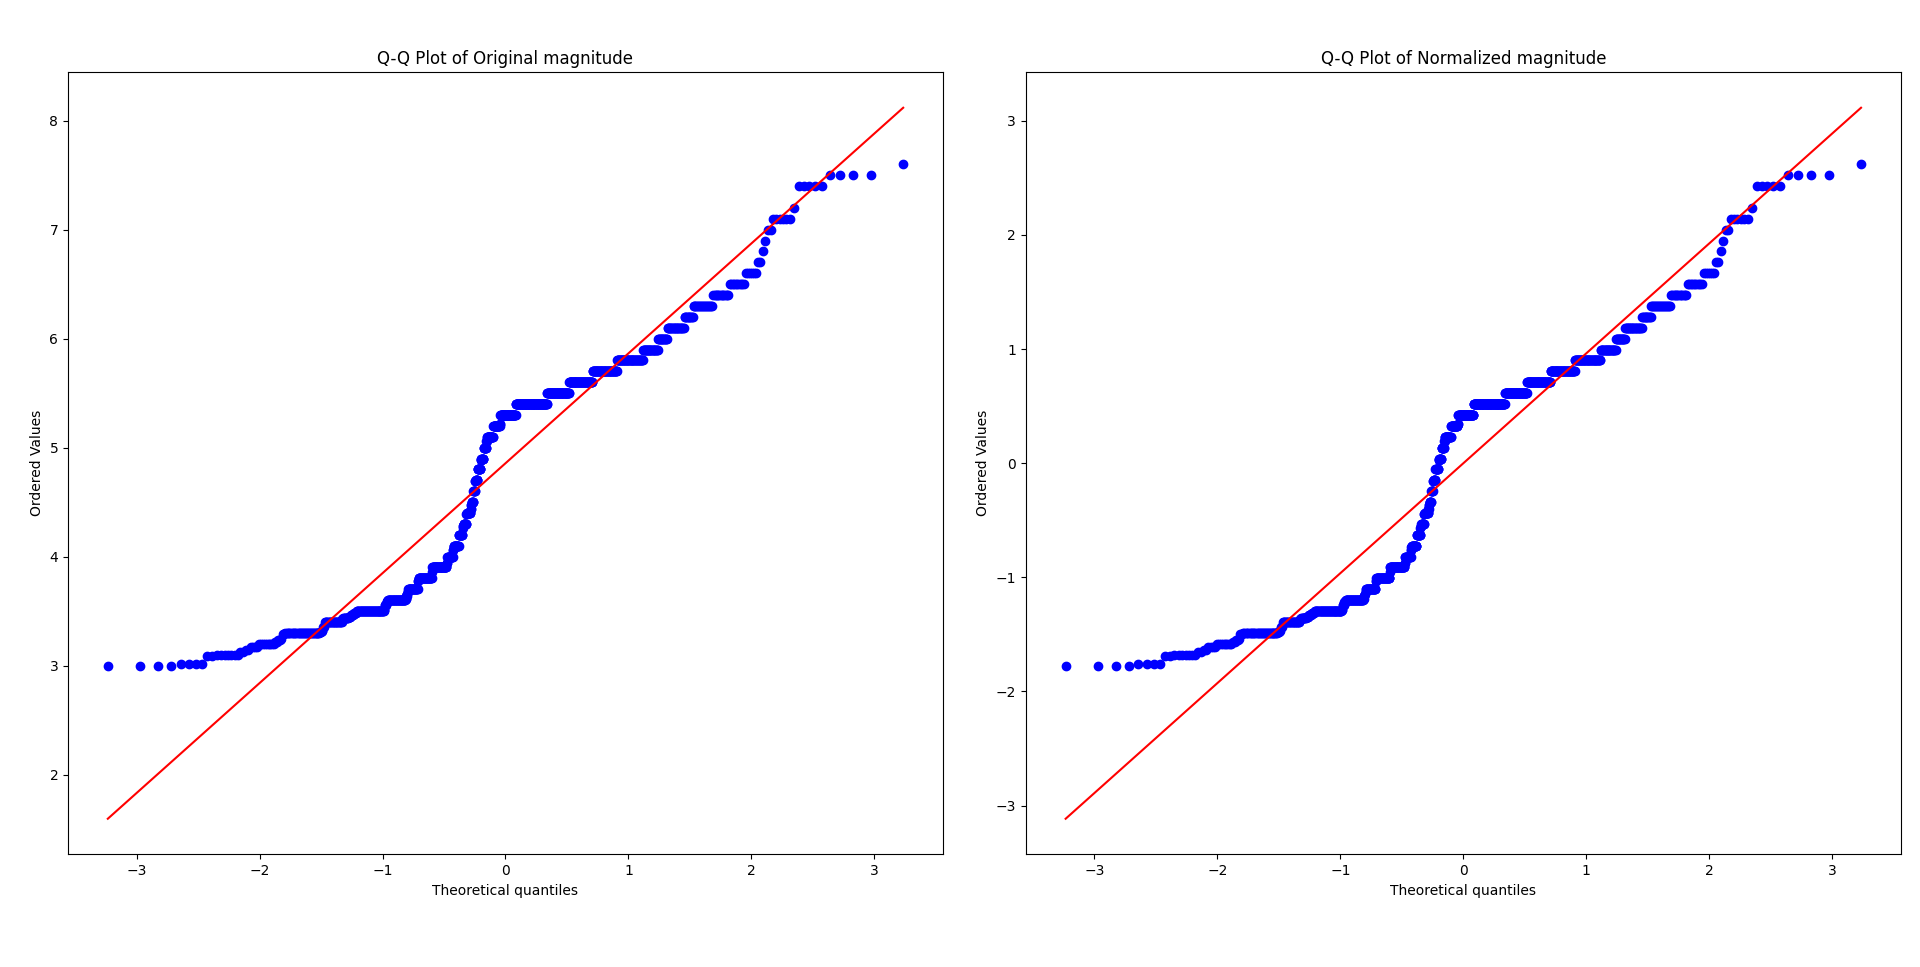 Q-Q Plot of Original magnitude
8
7
6
5
4
3
2
Ordered Values
−3 −2 −1 0 1 2 3
Theoretical quantiles
Q-Q Plot of Normalized magnitude
3
2
1
0
−1
−2
−3
Ordered Values
−3 −2 −1 0 1 2 3
Theoretical quantiles